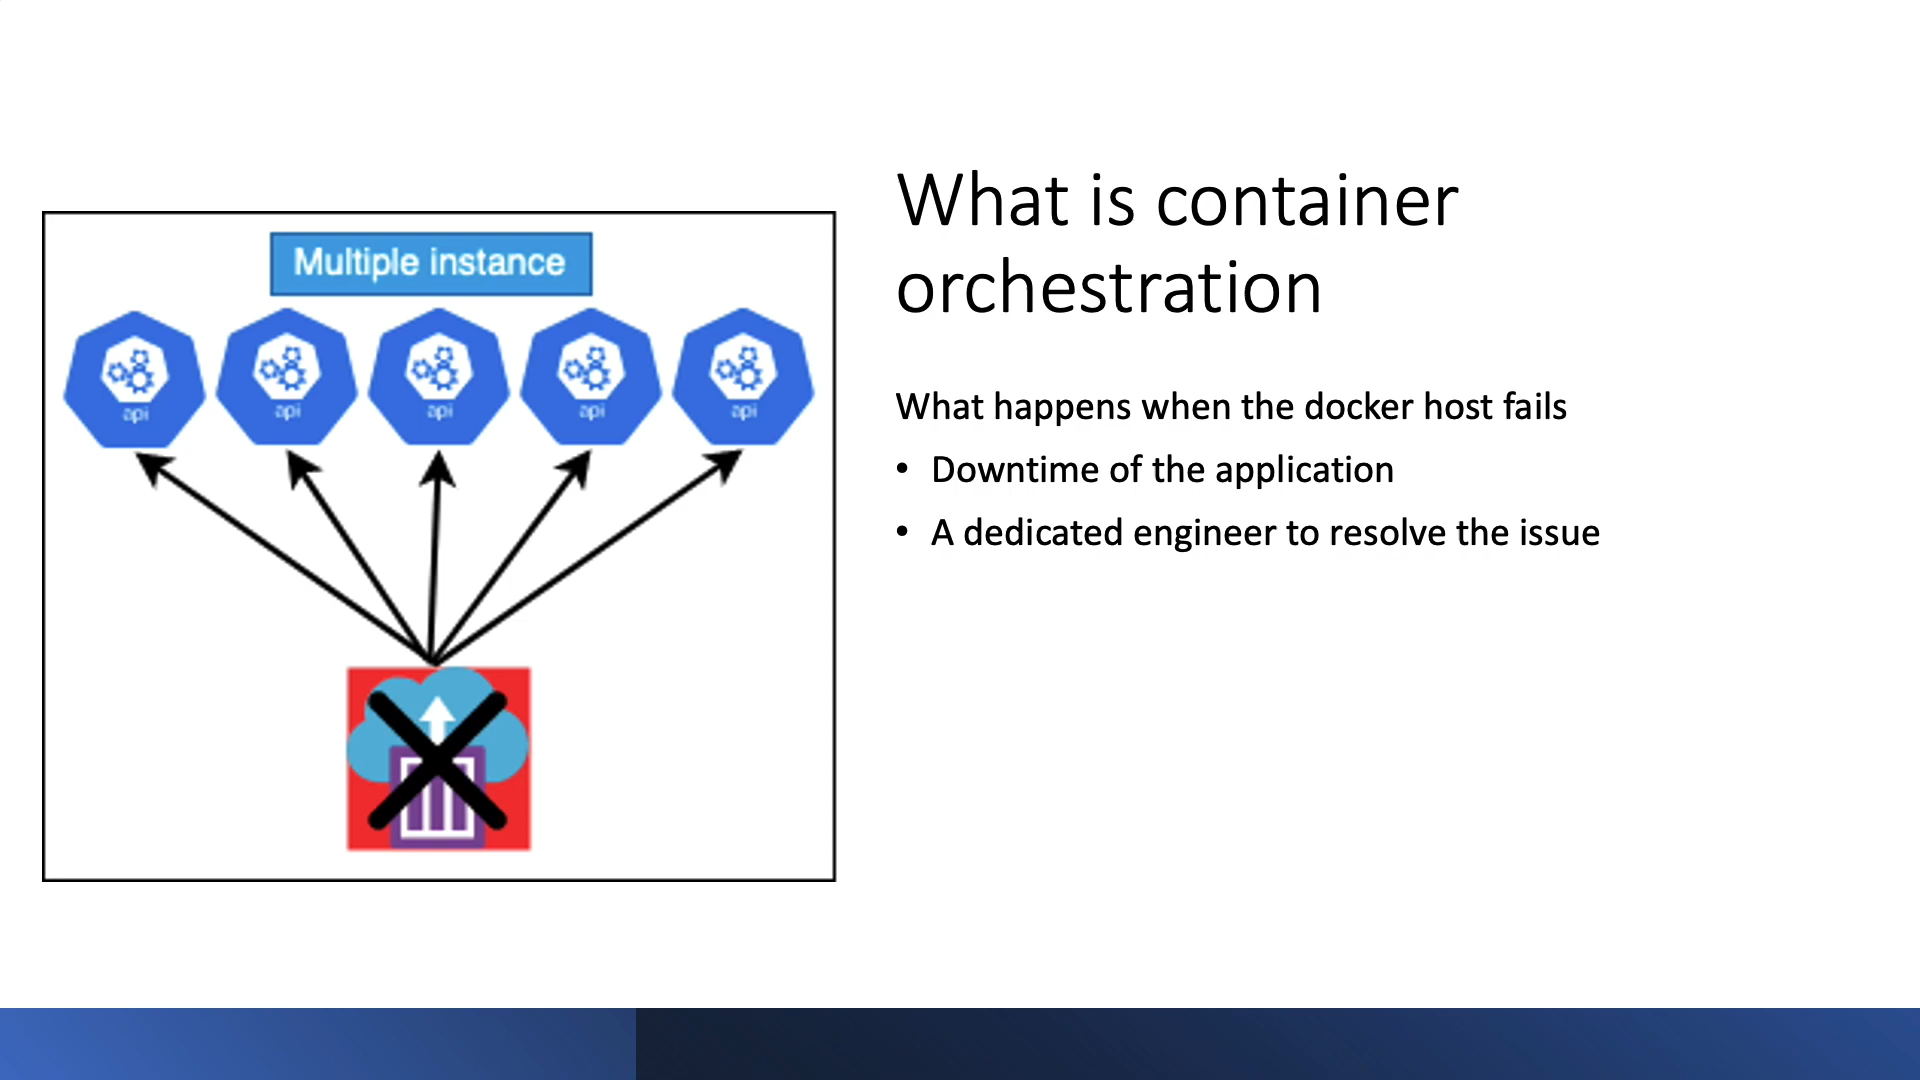 Multiple instance
api api api api api
What is container
orchestration
What happens when the docker host fails
• Downtime of the application
• A dedicated engineer to resolve the issue